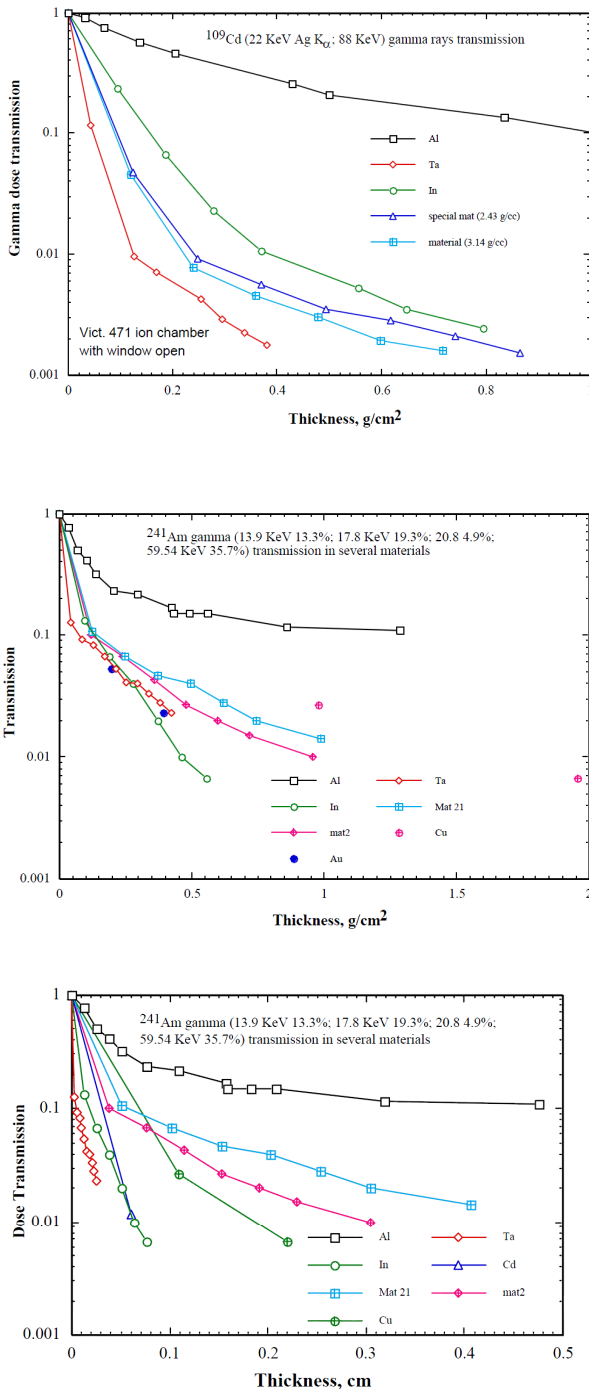 1
0.1
0.01
0.001
Gamma dose transmission
¹⁰⁹Cd (22 KeV Ag Kα; 88 KeV) gamma rays transmission
Al
Ta
In
special mat (2.43 g/cc)
material (3.14 g/cc)
Vict. 471 ion chamber
with window open
0 0.2 0.4 0.6 0.8 1
Thickness, g/cm²
1
0.1
0.01
0.001
Transmission
²⁴¹Am gamma (13.9 KeV 13.3%; 17.8 KeV 19.3%; 20.8 4.9%;
59.54 KeV 35.7%) transmission in several materials
Al Ta
In Mat 21
mat2 Cu
Au
0 0.5 1 1.5 2
Thickness, g/cm²
1
0.1
0.01
0.001
Dose Transmission
²⁴¹Am gamma (13.9 KeV 13.3%; 17.8 KeV 19.3%; 20.8 4.9%;
59.54 KeV 35.7%) transmission in several materials
Al Ta
In Cd
Mat 21 mat2
Cu
0 0.1 0.2 0.3 0.4 0.5
Thickness, cm